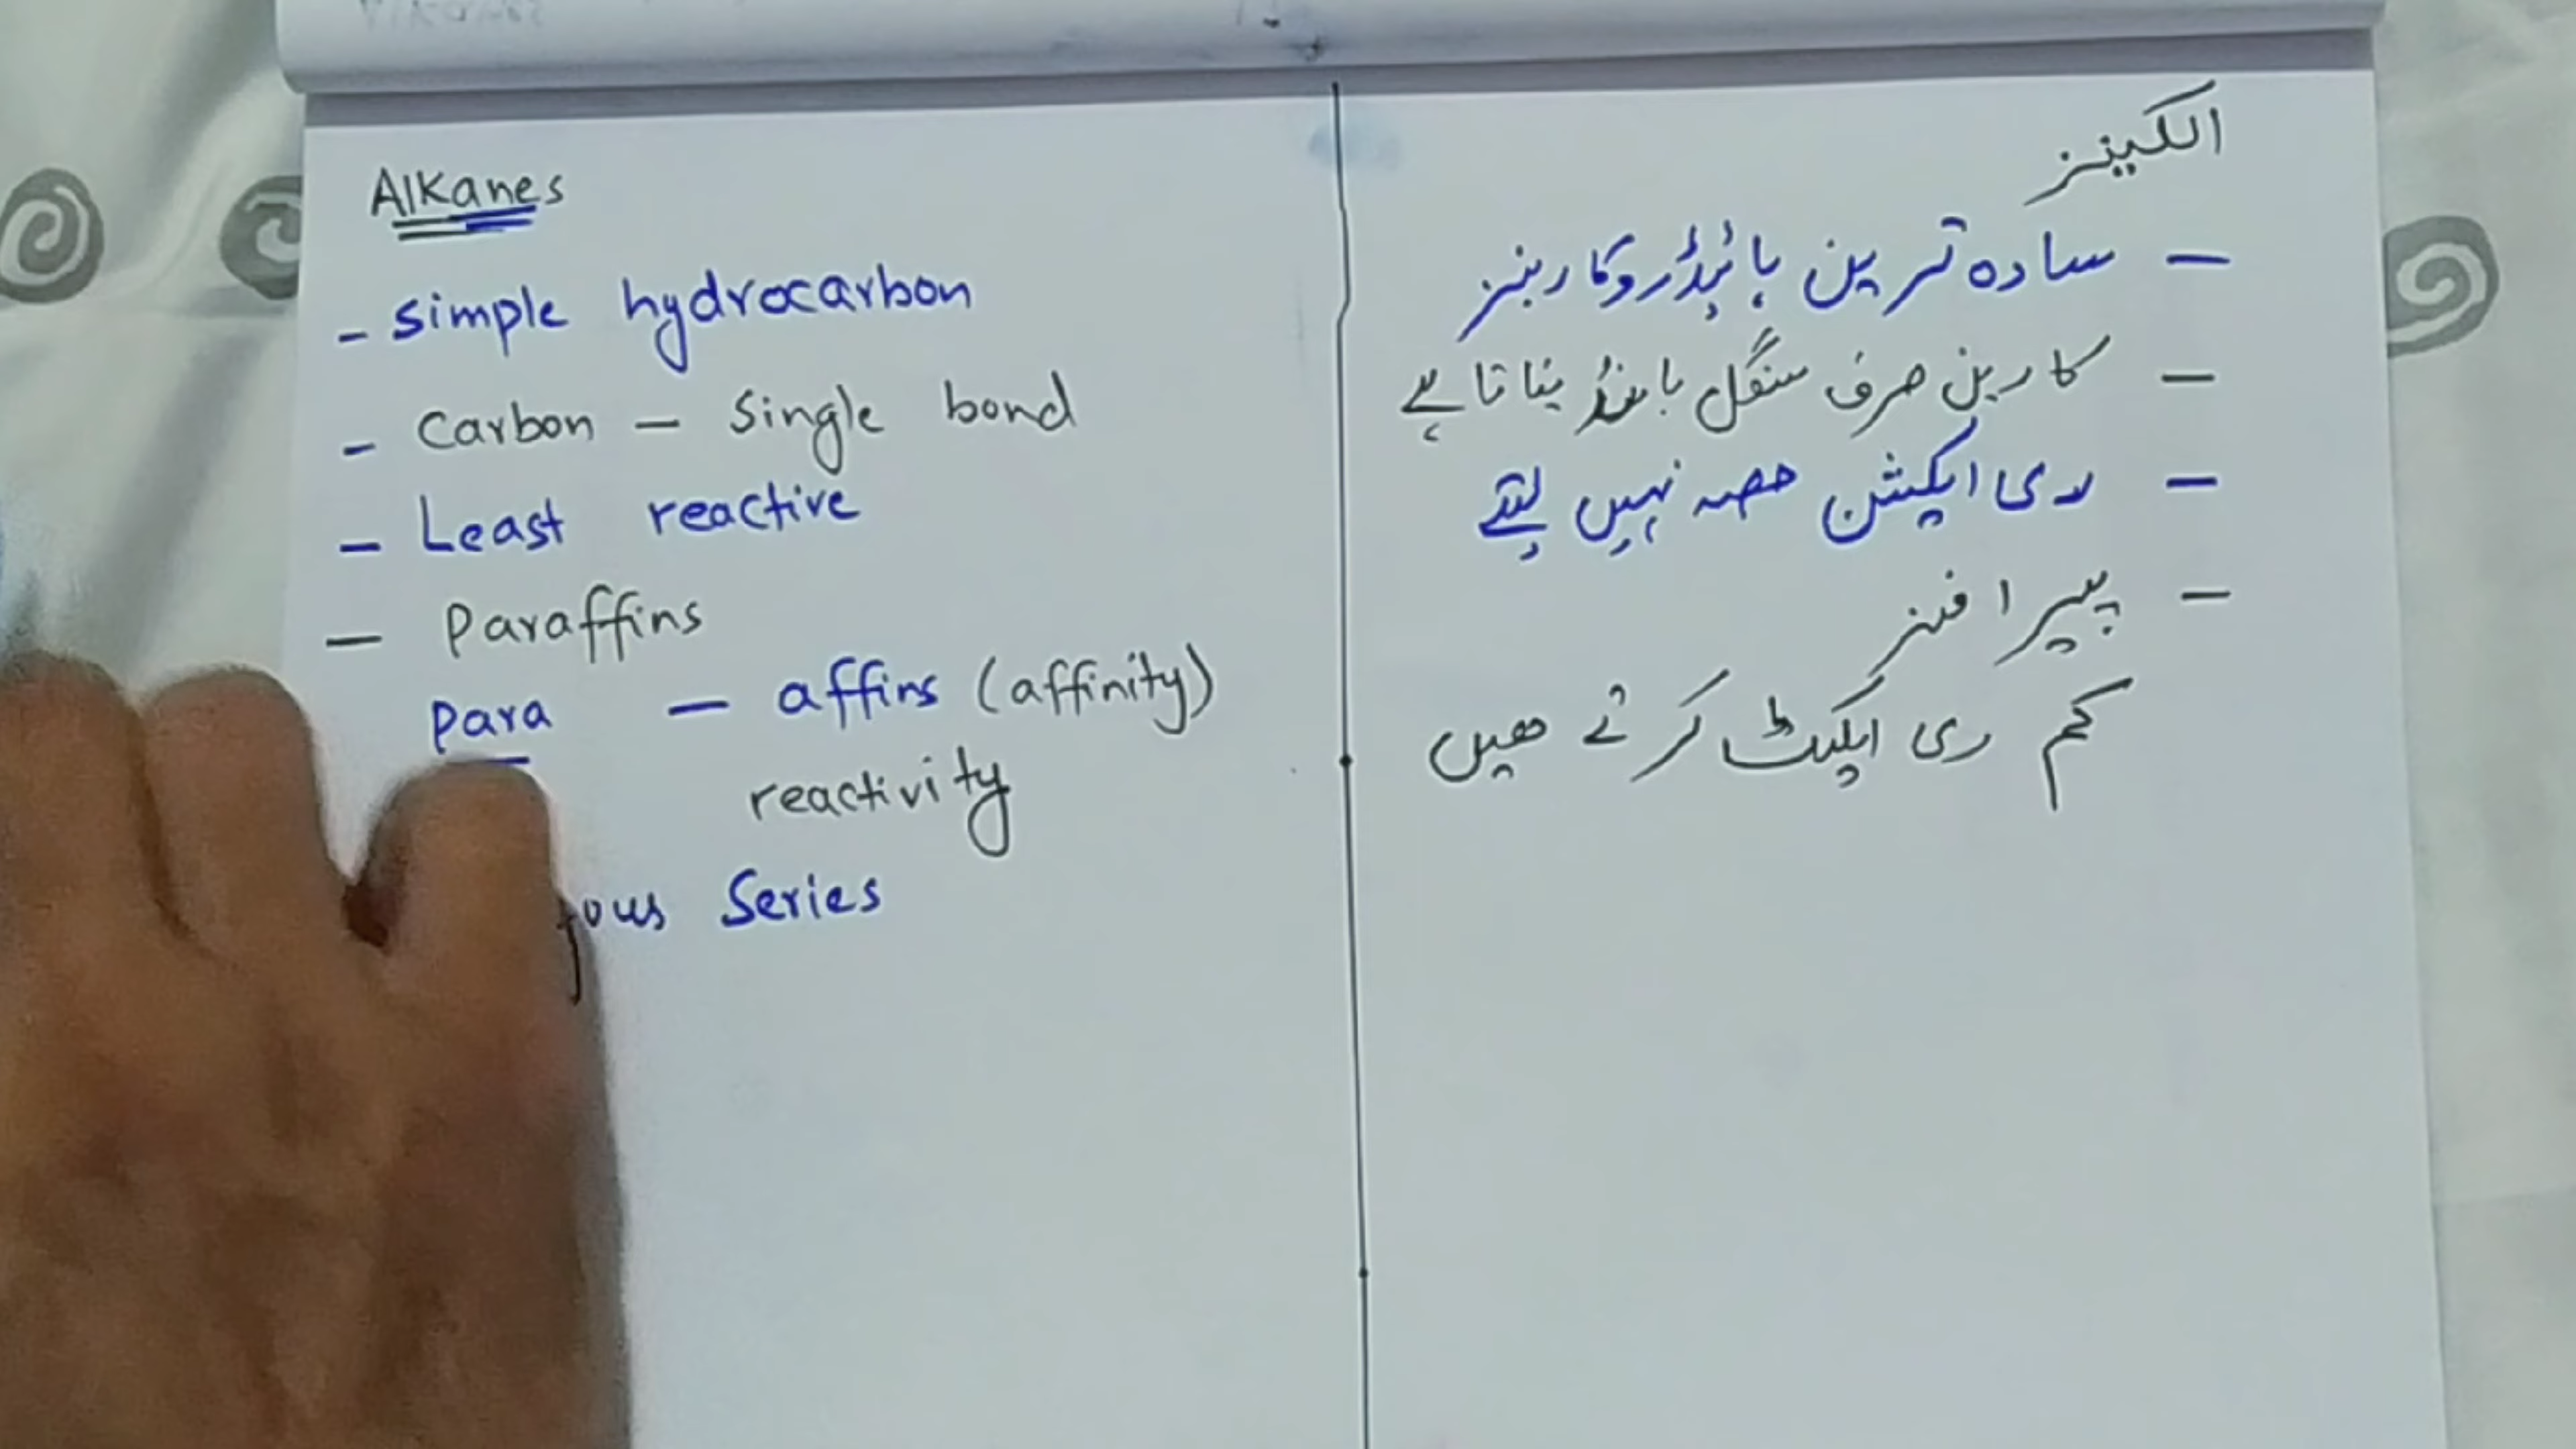 Alkanes
- simple hydrocarbon
- Carbon - single bond
- Least reactive
- Paraffins
para - affins (affinity)
reactivity
Series
الکینز
- سادہ ترین ہائیڈروکاربنز
- کاربن صرف سنگل بانڈ بناتا ہے
- ری ایکشن حصہ نہیں لیتے
- پیرافنز
کم ری ایکٹ کرتے ھیں